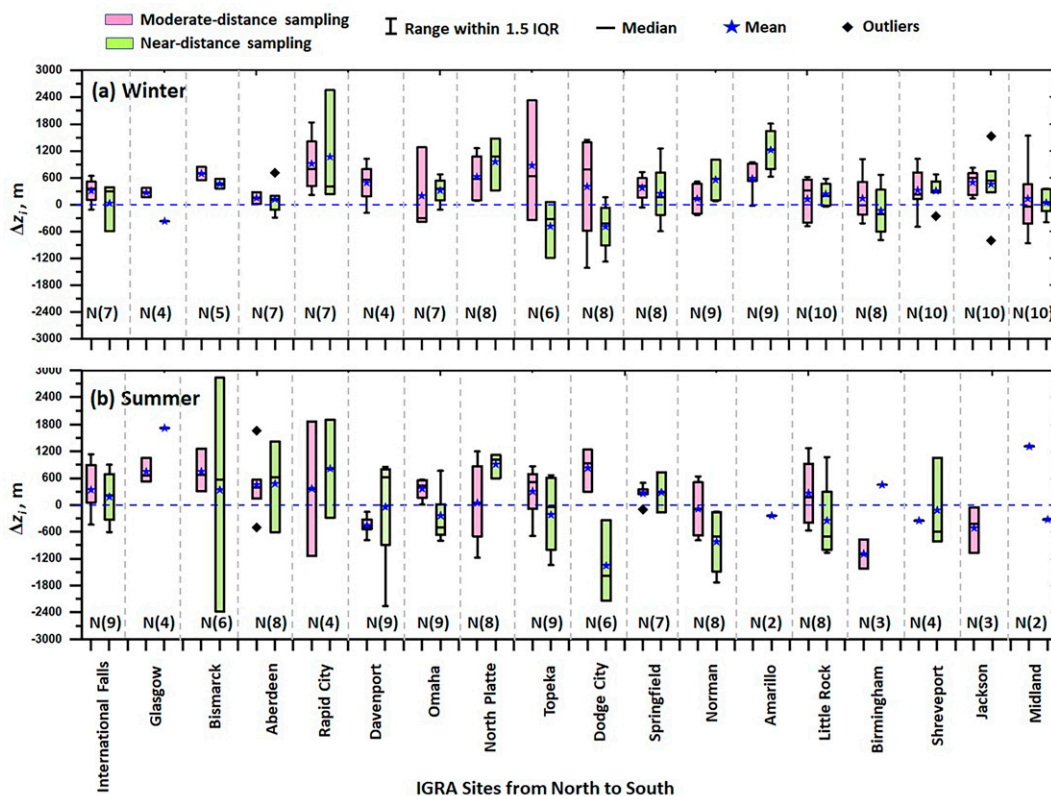 Moderate-distance sampling
Near-distance sampling
Range within 1.5 IQR
Median
Mean
Outliers
3000
2400
1800
1200
600
0
-600
-1200
-1800
-2400
-3000
Δzᵢ, m
(a) Winter
N(7) N(4) N(5) N(7) N(7) N(4) N(7) N(8) N(6) N(8) N(8) N(9) N(9) N(10) N(8) N(10) N(10) N(10)
3000
2400
1800
1200
600
0
-600
-1200
-1800
-2400
-3000
Δzᵢ, m
(b) Summer
N(9) N(4) N(6) N(8) N(4) N(9) N(9) N(8) N(9) N(6) N(7) N(8) N(2) N(8) N(3) N(4) N(3) N(2)
International Falls
Glasgow
Bismarck
Aberdeen
Rapid City
Davenport
Omaha
North Platte
Topeka
Dodge City
Springfield
Norman
Amarillo
Little Rock
Birmingham
Shreveport
Jackson
Midland
IGRA Sites from North to South